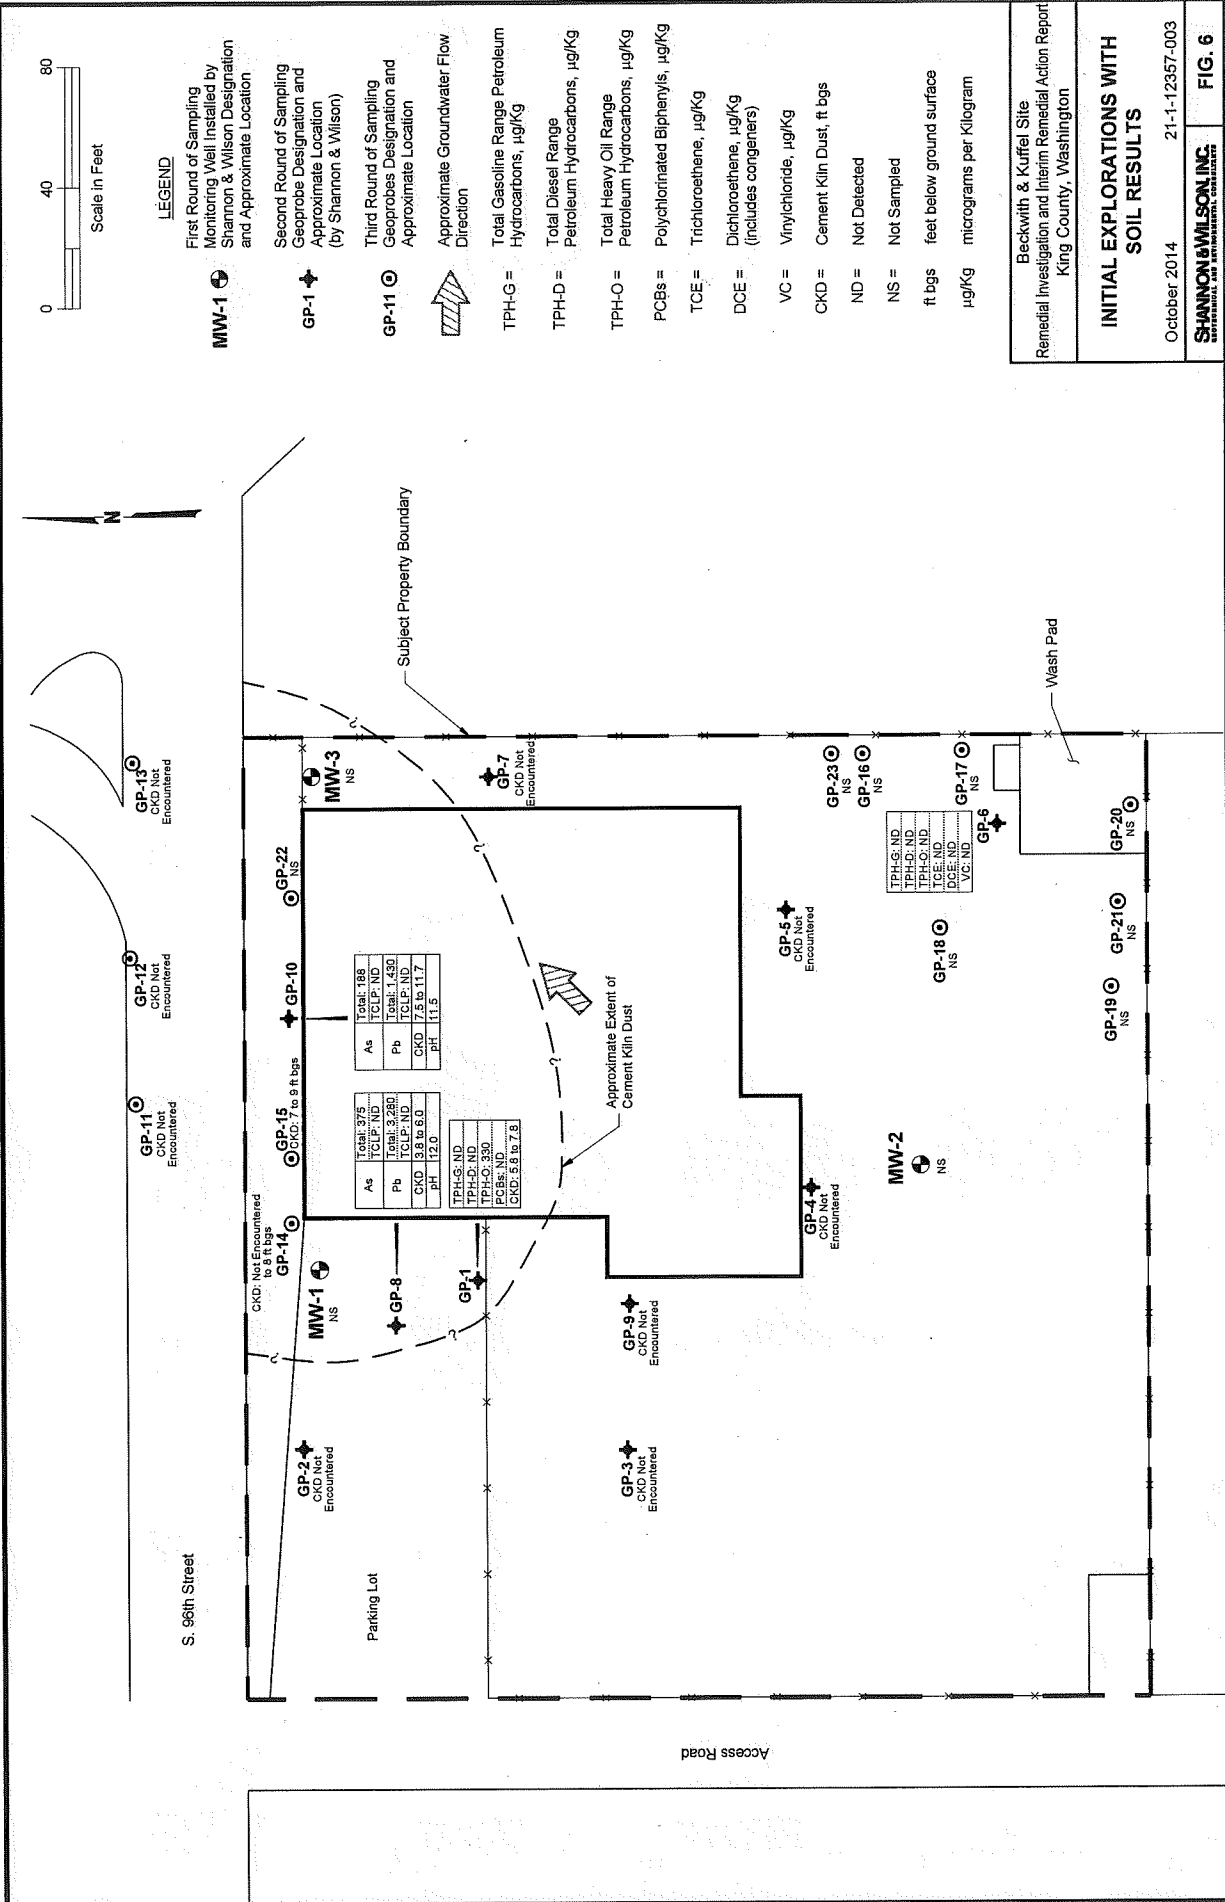 0 40 80
Scale in Feet
N
LEGEND
MW-1
First Round of Sampling
Monitoring Well Installed by
Shannon & Wilson Designation
and Approximate Location
GP-1
Second Round of Sampling
Geoprobe Designation and
Approximate Location
(by Shannon & Wilson)
GP-11
Third Round of Sampling
Geoprobes Designation and
Approximate Location
Approximate Groundwater Flow
Direction
TPH-G = Total Gasoline Range Petroleum
Hydrocarbons, µg/Kg
TPH-D = Total Diesel Range
Petroleum Hydrocarbons, µg/Kg
TPH-O = Total Heavy Oil Range
Petroleum Hydrocarbons, µg/Kg
PCBs = Polychlorinated Biphenyls, µg/Kg
TCE = Trichloroethene, µg/Kg
DCE = Dichloroethene, µg/Kg
(includes congeners)
VC = Vinylchloride, µg/Kg
CKD = Cement Kiln Dust, ft bgs
ND = Not Detected
NS = Not Sampled
ft bgs feet below ground surface
µg/Kg micrograms per Kilogram
S. 96th Street
Parking Lot
Access Road
GP-11
CKD Not
Encountered
GP-12
CKD Not
Encountered
GP-13
CKD Not
Encountered
CKD: Not Encountered
to 8 ft bgs
GP-14
GP-15
CKD: 7 to 9 ft bgs
GP-10
GP-22
NS
MW-3
NS
MW-1
NS
GP-2
CKD Not
Encountered
GP-8
GP-1
As Total: 375
TCLP: ND
Pb Total: 3,280
TCLP: ND
CKD 3.8 to 6.0
pH 12.0
As Total: 188
TCLP: ND
Pb Total: 1,430
TCLP: ND
CKD 7.5 to 11.7
pH 11.5
TPH-G: ND
TPH-D: ND
TPH-O: 330
PCBs: ND
CKD: 5.8 to 7.8
GP-7
CKD Not
Encountered
Subject Property Boundary
?
?
?
?
?
Approximate Extent of
Cement Kiln Dust
GP-3
CKD Not
Encountered
GP-9
CKD Not
Encountered
GP-4
CKD Not
Encountered
GP-5
CKD Not
Encountered
MW-2
NS
GP-23
NS
GP-16
NS
GP-17
NS
GP-6
TPH-G: ND
TPH-D: ND
TPH-O: ND
TCE: ND
DCE: ND
VC: ND
GP-18
NS
GP-19
NS
GP-21
NS
GP-20
NS
Wash Pad
Beckwith & Kuffel Site
Remedial Investigation and Interim Remedial Action Report
King County, Washington
INITIAL EXPLORATIONS WITH
SOIL RESULTS
October 2014 21-1-12357-003
SHANNON & WILSON, INC.
GEOTECHNICAL AND ENVIRONMENTAL CONSULTANTS
FIG. 6